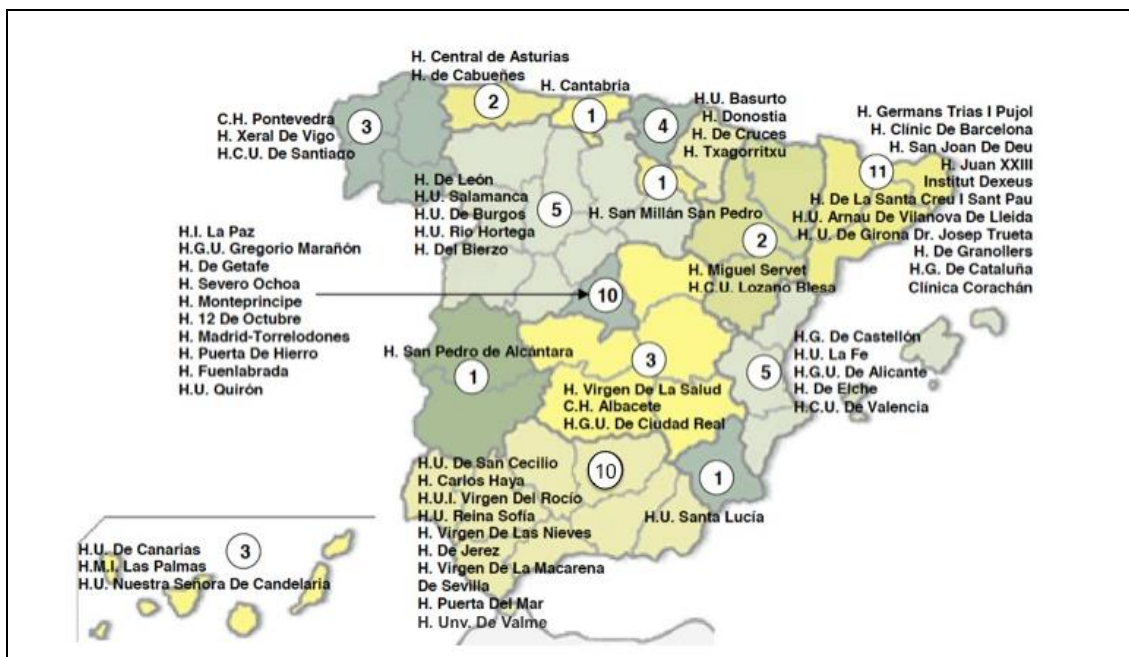 H. Central de Asturias
H. de Cabueñes
2
H. Cantabria
1
C.H. Pontevedra
H. Xeral De Vigo
H.C.U. De Santiago
3
H.U. Basurto
H. Donostia
H. De Cruces
H. Txagorritxu
4
H. Germans Trias I Pujol
H. Clínic De Barcelona
H. San Joan De Deu
H. Juan XXIII
Institut Dexeus
H. De La Santa Creu I Sant Pau
H.U. Arnau De Vilanova De Lleida
H. U. De Girona Dr. Josep Trueta
H. De Granollers
H.G. De Cataluña
Clínica Corachán
11
H. De León
H.U. Salamanca
H.U. De Burgos
H.U. Rio Hortega
H. Del Bierzo
5
1
H. San Millán San Pedro
2
H. Miguel Servet
H.C.U. Lozano Blesa
H.I. La Paz
H.G.U. Gregorio Marañón
H. De Getafe
H. Severo Ochoa
H. Monteprincipe
H. 12 De Octubre
H. Madrid-Torrelodones
H. Puerta De Hierro
H. Fuenlabrada
H.U. Quirón
10
H. San Pedro de Alcántara
1
3
H. Virgen De La Salud
C.H. Albacete
H.G.U. De Ciudad Real
H.G. De Castellón
H.U. La Fe
H.G.U. De Alicante
H. De Elche
H.C.U. De Valencia
5
10
H.U. De San Cecilio
H. Carlos Haya
H.U.I. Virgen Del Rocío
H.U. Reina Sofía
H. Virgen De Las Nieves
H. De Jerez
H. Virgen De La Macarena
De Sevilla
H. Puerta Del Mar
H. Unv. De Valme
1
H.U. Santa Lucía
3
H.U. De Canarias
H.M.I. Las Palmas
H.U. Nuestra Señora De Candelaria